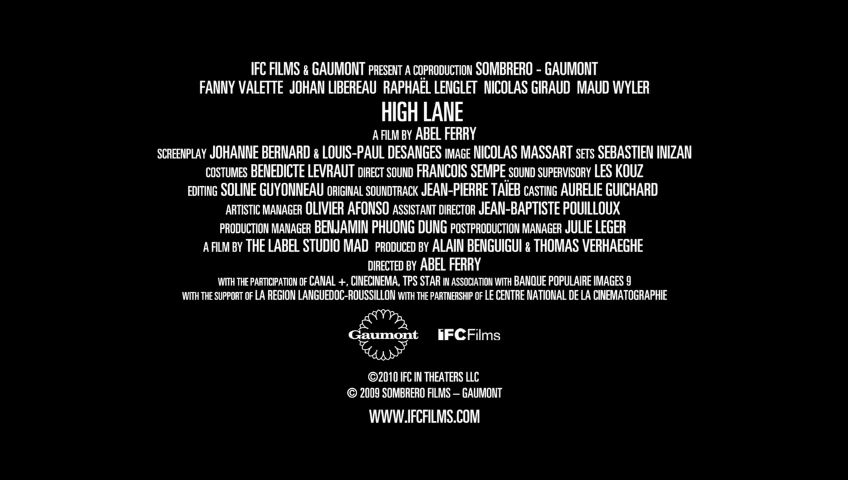 IFC FILMS & GAUMONT PRESENT A COPRODUCTION SOMBRERO - GAUMONT
FANNY VALETTE JOHAN LIBEREAU RAPHAËL LENGLET NICOLAS GIRAUD MAUD WYLER
HIGH LANE
A FILM BY ABEL FERRY
SCREENPLAY JOHANNE BERNARD & LOUIS-PAUL DESANGES IMAGE NICOLAS MASSART SETS SEBASTIEN INIZAN
COSTUMES BENEDICTE LEVRAUT DIRECT SOUND FRANCOIS SEMPE SOUND SUPERVISORY LES KOUZ
EDITING SOLINE GUYONNEAU ORIGINAL SOUNDTRACK JEAN-PIERRE TAÏEB CASTING AURELIE GUICHARD
ARTISTIC MANAGER OLIVIER AFONSO ASSISTANT DIRECTOR JEAN-BAPTISTE POUILLOUX
PRODUCTION MANAGER BENJAMIN PHUONG DUNG POSTPRODUCTION MANAGER JULIE LEGER
A FILM BY THE LABEL STUDIO MAD PRODUCED BY ALAIN BENGUIGUI & THOMAS VERHAEGHE
DIRECTED BY ABEL FERRY
WITH THE PARTICIPATION OF CANAL +, CINECINEMA, TPS STAR IN ASSOCIATION WITH BANQUE POPULAIRE IMAGES 9
WITH THE SUPPORT OF LA REGION LANGUEDOC-ROUSSILLON WITH THE PARTNERSHIP OF LE CENTRE NATIONAL DE LA CINEMATOGRAPHIE
Gaumont IFC Films
©2010 IFC IN THEATERS LLC
© 2009 SOMBRERO FILMS – GAUMONT
WWW.IFCFILMS.COM